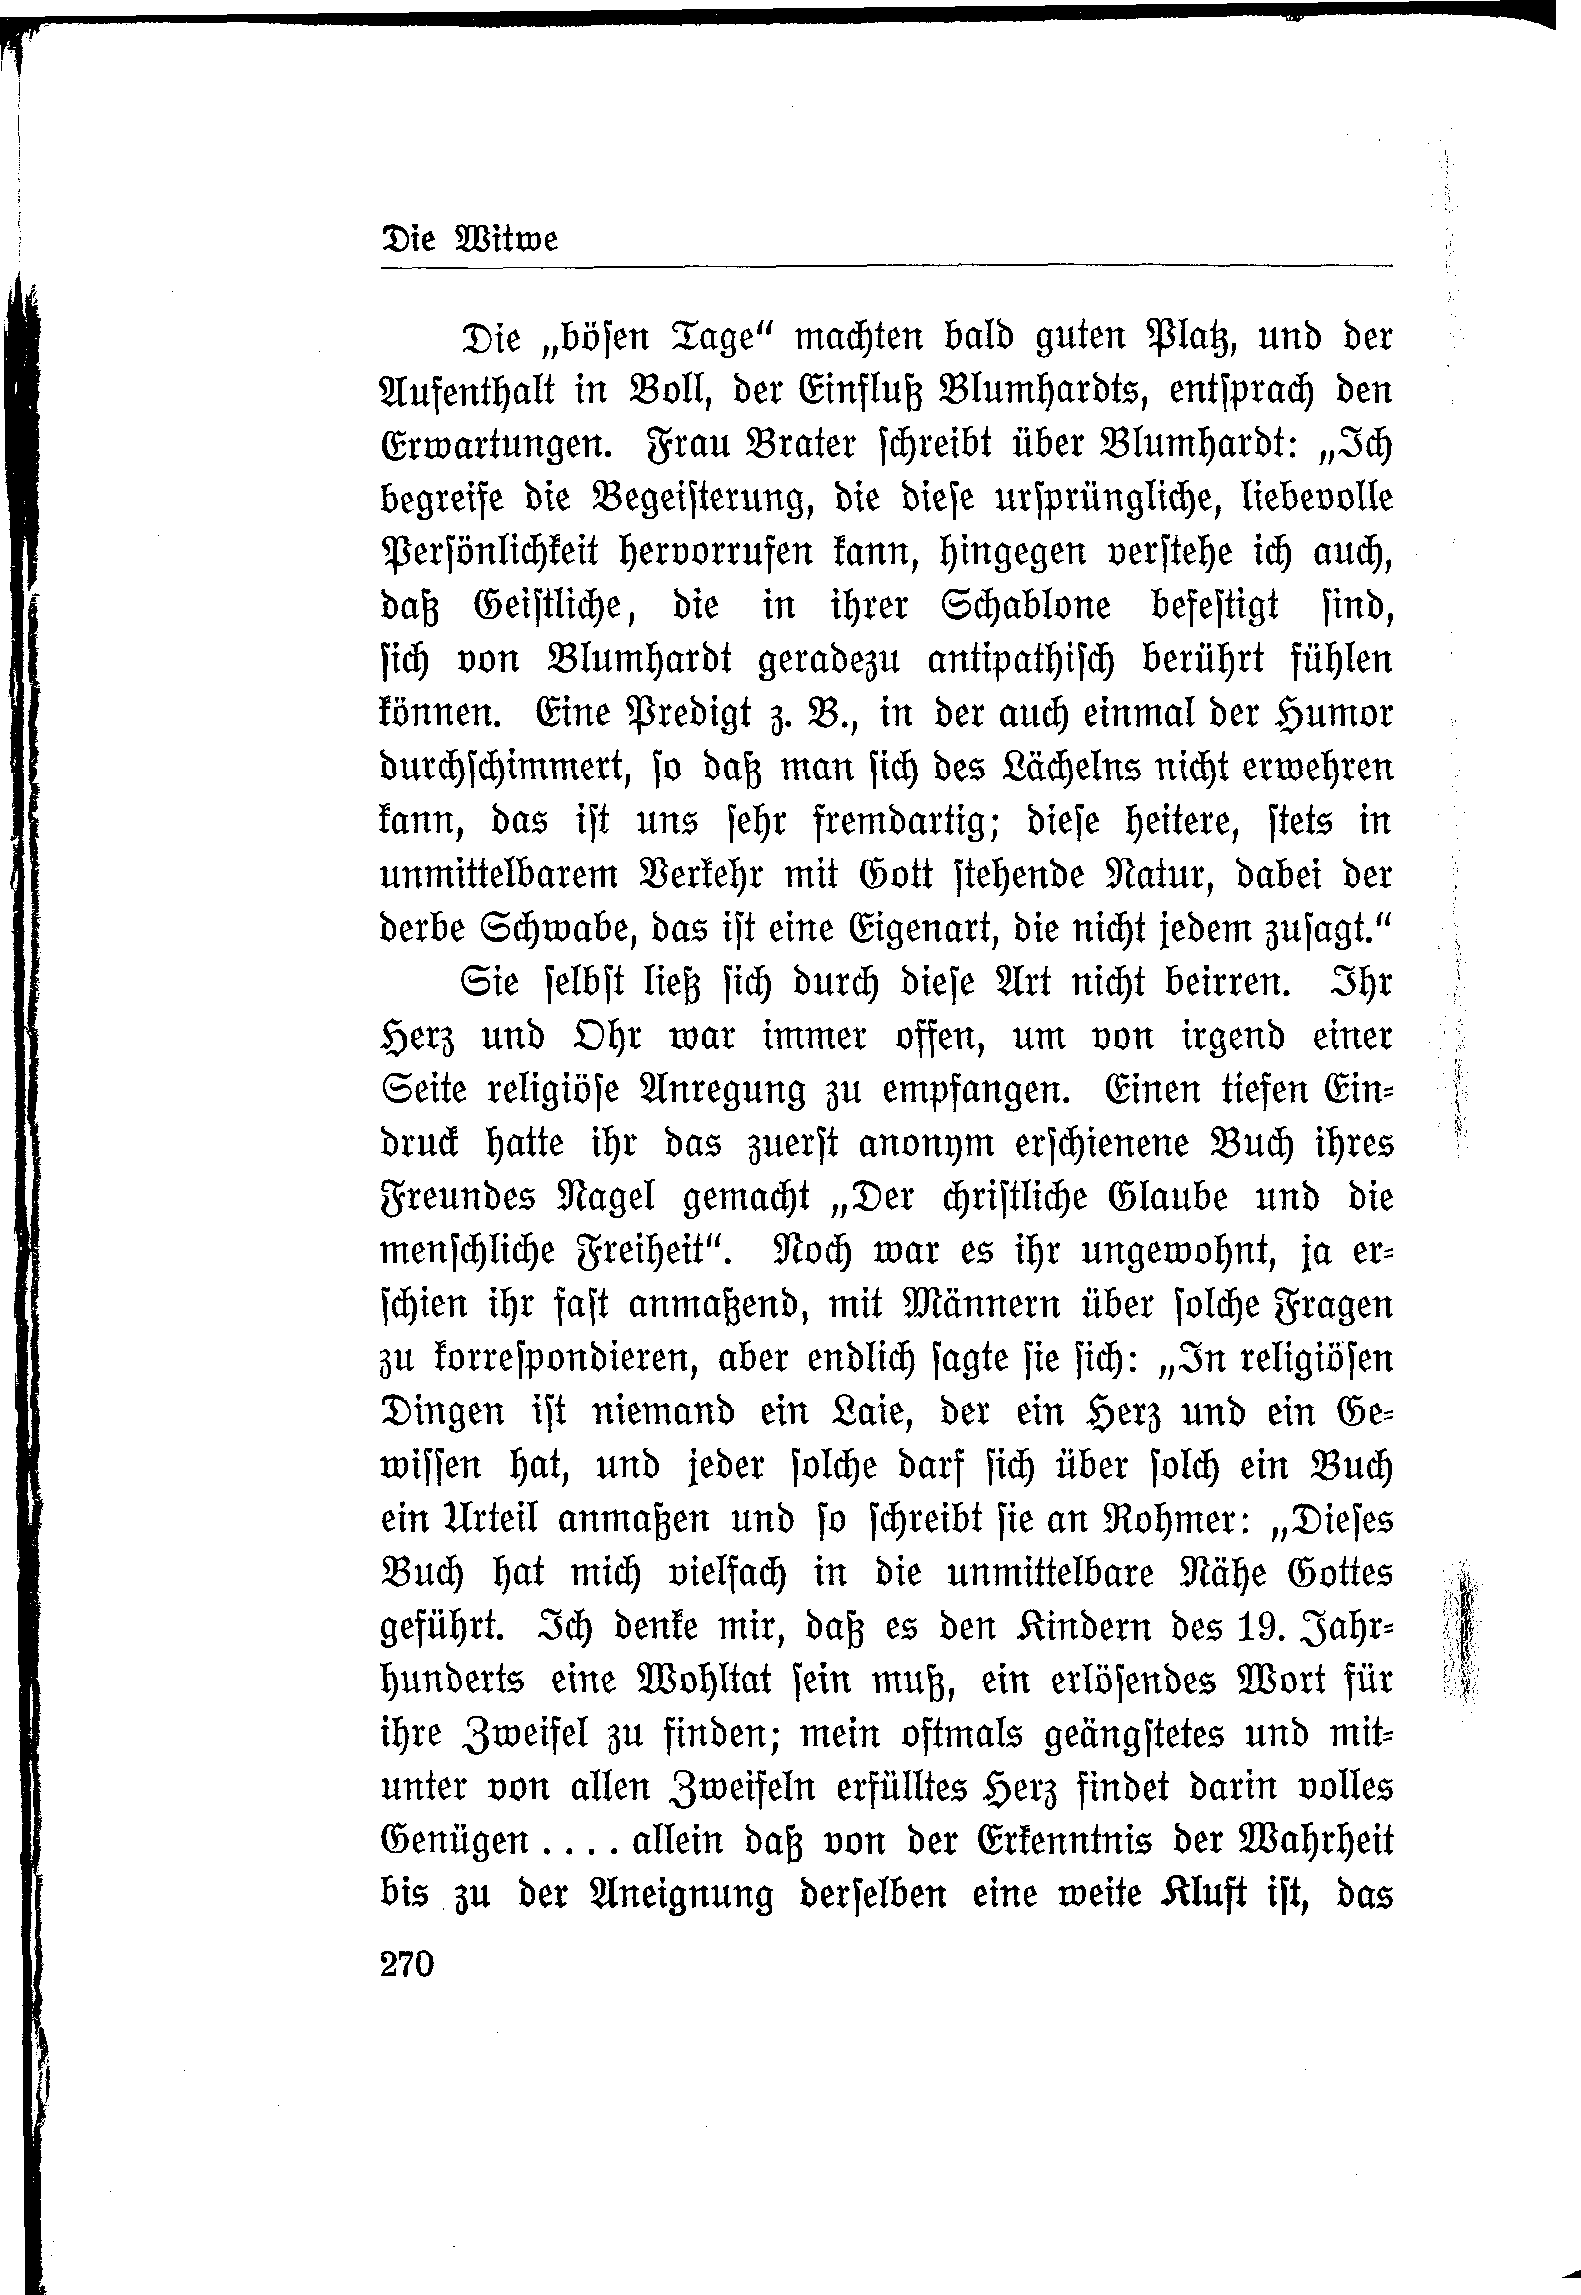 Die Witwe
Die „bösen Tage“ machten bald guten Platz, und der
Aufenthalt in Boll, der Einfluß Blumhardts, entsprach den
Erwartungen. Frau Brater schreibt über Blumhardt: „Ich
begreife die Begeisterung, die diese ursprüngliche, liebevolle
Persönlichkeit hervorrufen kann, hingegen verstehe ich auch,
daß Geistliche, die in ihrer Schablone befestigt sind,
sich von Blumhardt geradezu antipathisch berührt fühlen
können. Eine Predigt z. B., in der auch einmal der Humor
durchschimmert, so daß man sich des Lächelns nicht erwehren
kann, das ist uns sehr fremdartig; diese heitere, stets in
unmittelbarem Verkehr mit Gott stehende Natur, dabei der
derbe Schwabe, das ist eine Eigenart, die nicht jedem zusagt.“
Sie selbst ließ sich durch diese Art nicht beirren. Ihr
Herz und Ohr war immer offen, um von irgend einer
Seite religiöse Anregung zu empfangen. Einen tiefen Ein-
druck hatte ihr das zuerst anonym erschienene Buch ihres
Freundes Nagel gemacht „Der christliche Glaube und die
menschliche Freiheit“. Noch war es ihr ungewohnt, ja er-
schien ihr fast anmaßend, mit Männern über solche Fragen
zu korrespondieren, aber endlich sagte sie sich: „In religiösen
Dingen ist niemand ein Laie, der ein Herz und ein Ge-
wissen hat, und jeder solche darf sich über solch ein Buch
ein Urteil anmaßen und so schreibt sie an Rohmer: „Dieses
Buch hat mich vielfach in die unmittelbare Nähe Gottes
geführt. Ich denke mir, daß es den Kindern des 19. Jahr-
hunderts eine Wohltat sein muß, ein erlösendes Wort für
ihre Zweifel zu finden; mein oftmals geängstetes und mit-
unter von allen Zweifeln erfülltes Herz findet darin volles
Genügen .... allein daß von der Erkenntnis der Wahrheit
bis zu der Aneignung derselben eine weite Kluft ist, das
270